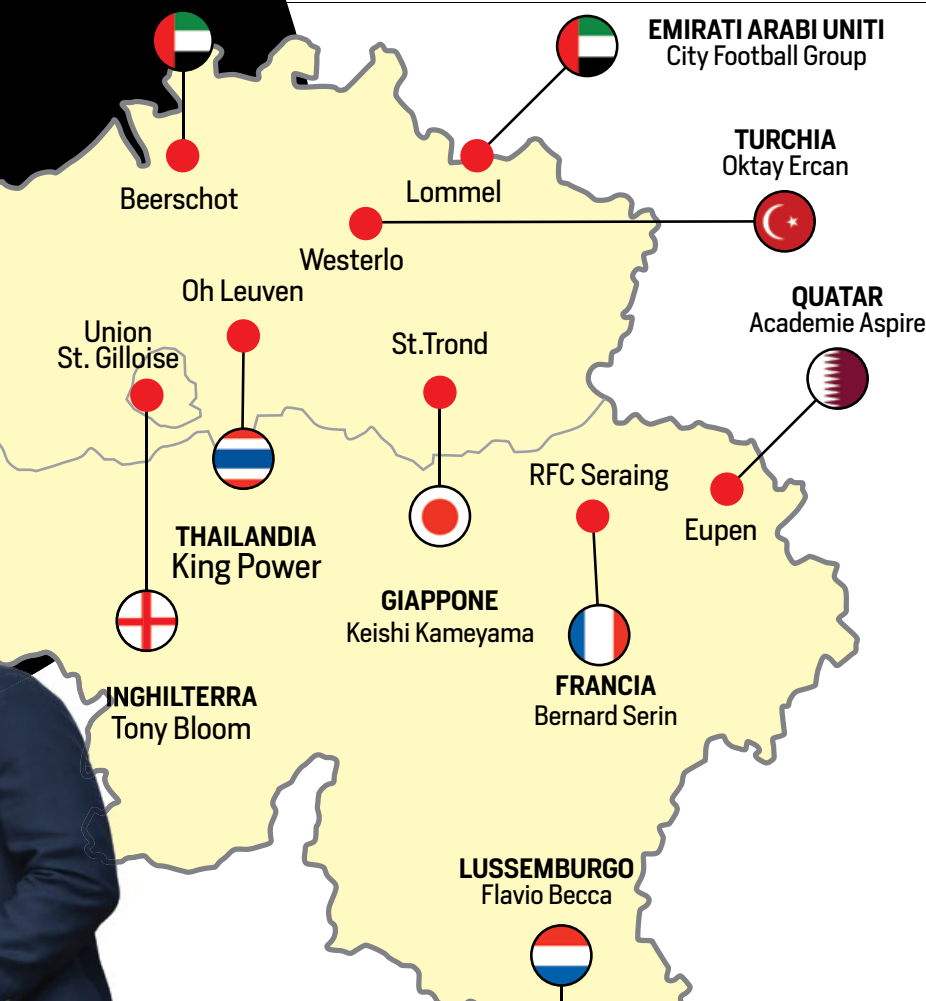 EMIRATI ARABI UNITI
City Football Group
TURCHIA
Oktay Ercan
Beerschot
Lommel
Westerlo
Oh Leuven
QUATAR
Academie Aspire
Union
St. Gilloise
St.Trond
RFC Seraing
Eupen
THAILANDIA
King Power
GIAPPONE
Keishi Kameyama
FRANCIA
Bernard Serin
INGHILTERRA
Tony Bloom
LUSSEMBURGO
Flavio Becca